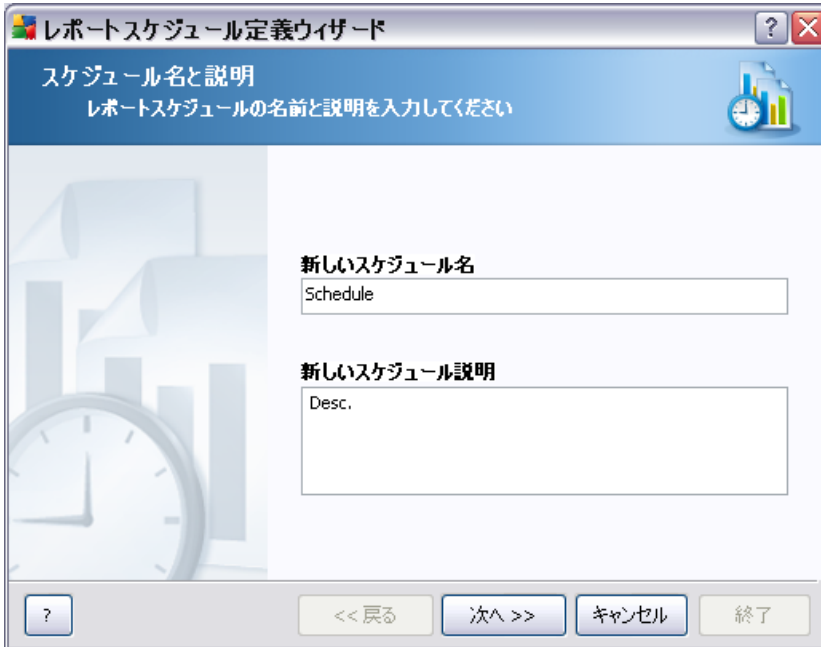 レポートスケジュール定義ウィザード
?
スケジュール名と説明
レポートスケジュールの名前と説明を入力してください
新しいスケジュール名
Schedule
新しいスケジュール説明
Desc.
? << 戻る 次へ >> キャンセル 終了